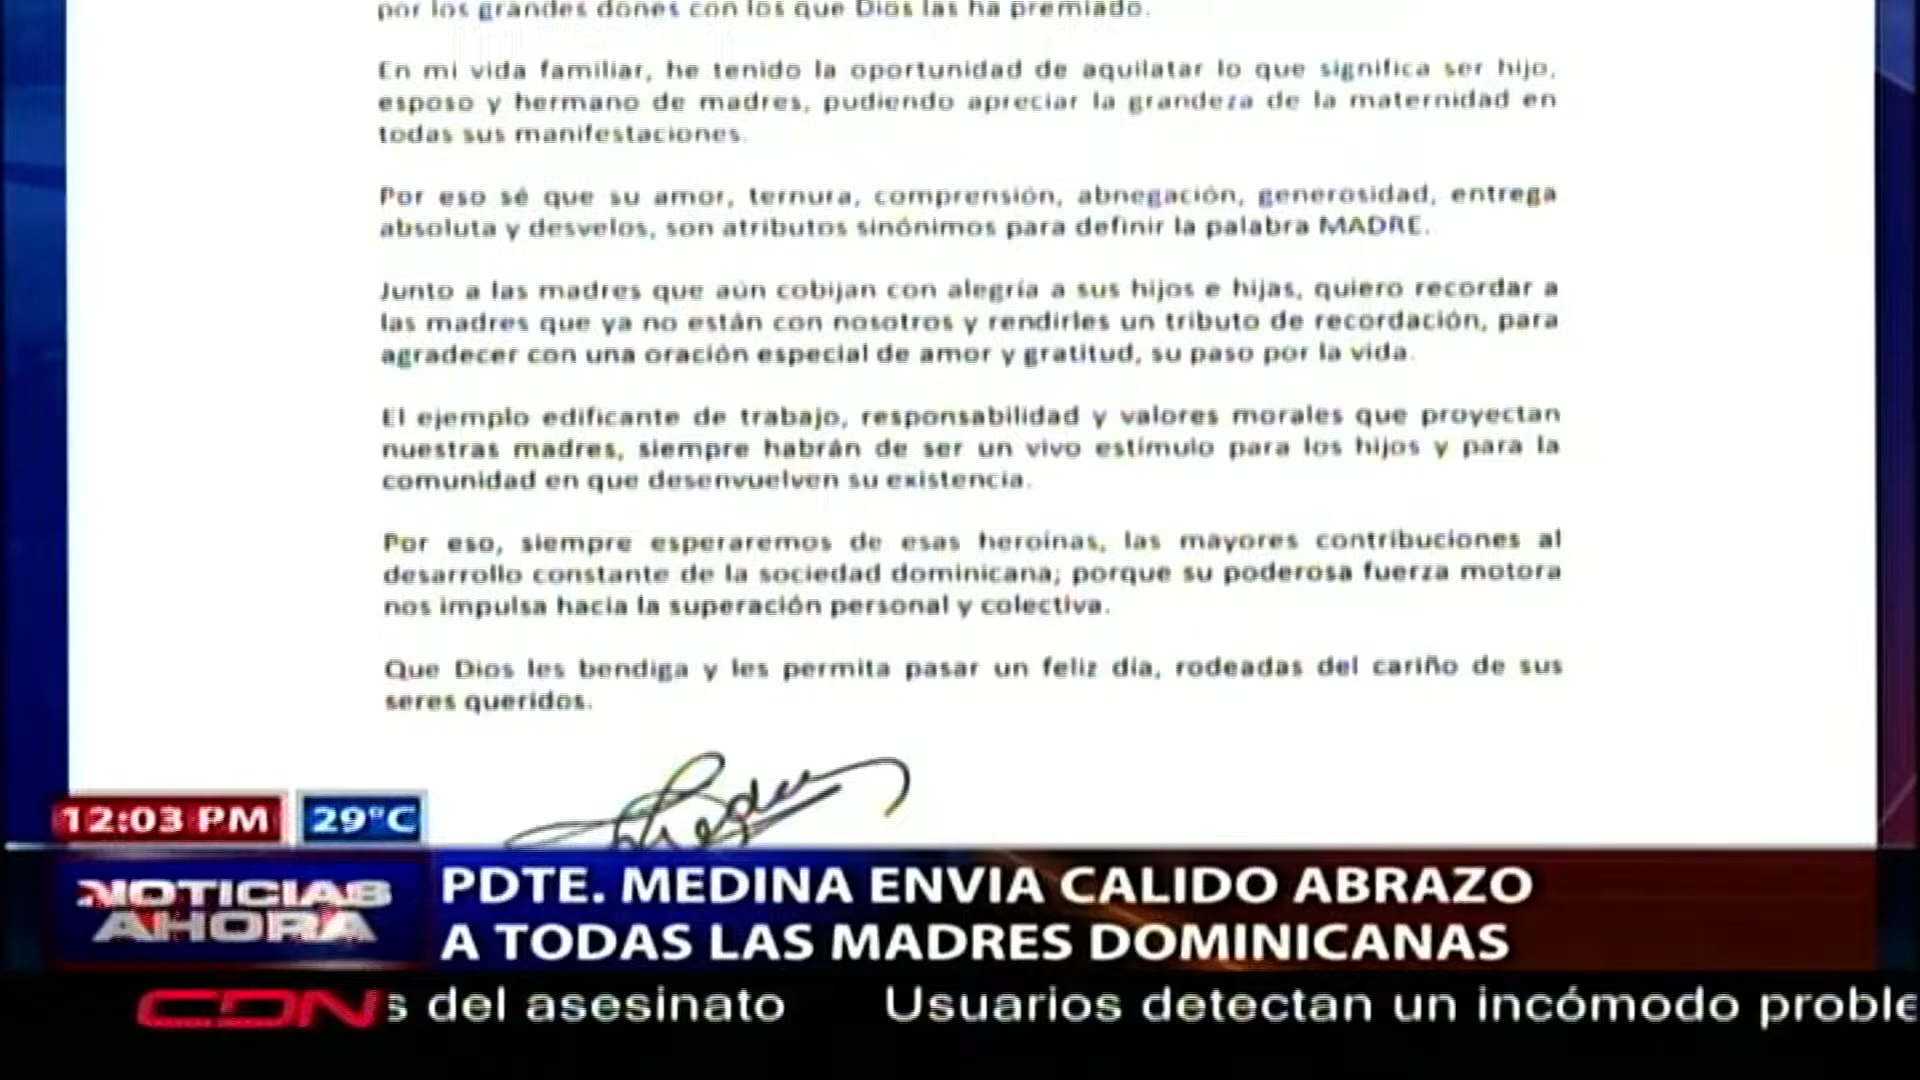 por los grandes dones con los que Dios las ha premiado.
En mi vida familiar, he tenido la oportunidad de aquilatar lo que significa ser hijo,
esposo y hermano de madres, pudiendo apreciar la grandeza de la maternidad en
todas sus manifestaciones.
Por eso sé que su amor, ternura, comprensión, abnegación, generosidad, entrega
absoluta y desvelos, son atributos sinónimos para definir la palabra MADRE.
Junto a las madres que aún cobijan con alegría a sus hijos e hijas, quiero recordar a
las madres que ya no están con nosotros y rendirles un tributo de recordación, para
agradecer con una oración especial de amor y gratitud, su paso por la vida.
El ejemplo edificante de trabajo, responsabilidad y valores morales que proyectan
nuestras madres, siempre habrán de ser un vivo estímulo para los hijos y para la
comunidad en que desenvuelven su existencia.
Por eso, siempre esperaremos de esas heroínas, las mayores contribuciones al
desarrollo constante de la sociedad dominicana; porque su poderosa fuerza motora
nos impulsa hacia la superación personal y colectiva.
Que Dios les bendiga y les permita pasar un feliz día, rodeadas del cariño de sus
seres queridos.
12:03 PM 29°C
NOTICIAS
AHORA
PDTE. MEDINA ENVIA CALIDO ABRAZO
A TODAS LAS MADRES DOMINICANAS
CDN s del asesinato Usuarios detectan un incómodo proble